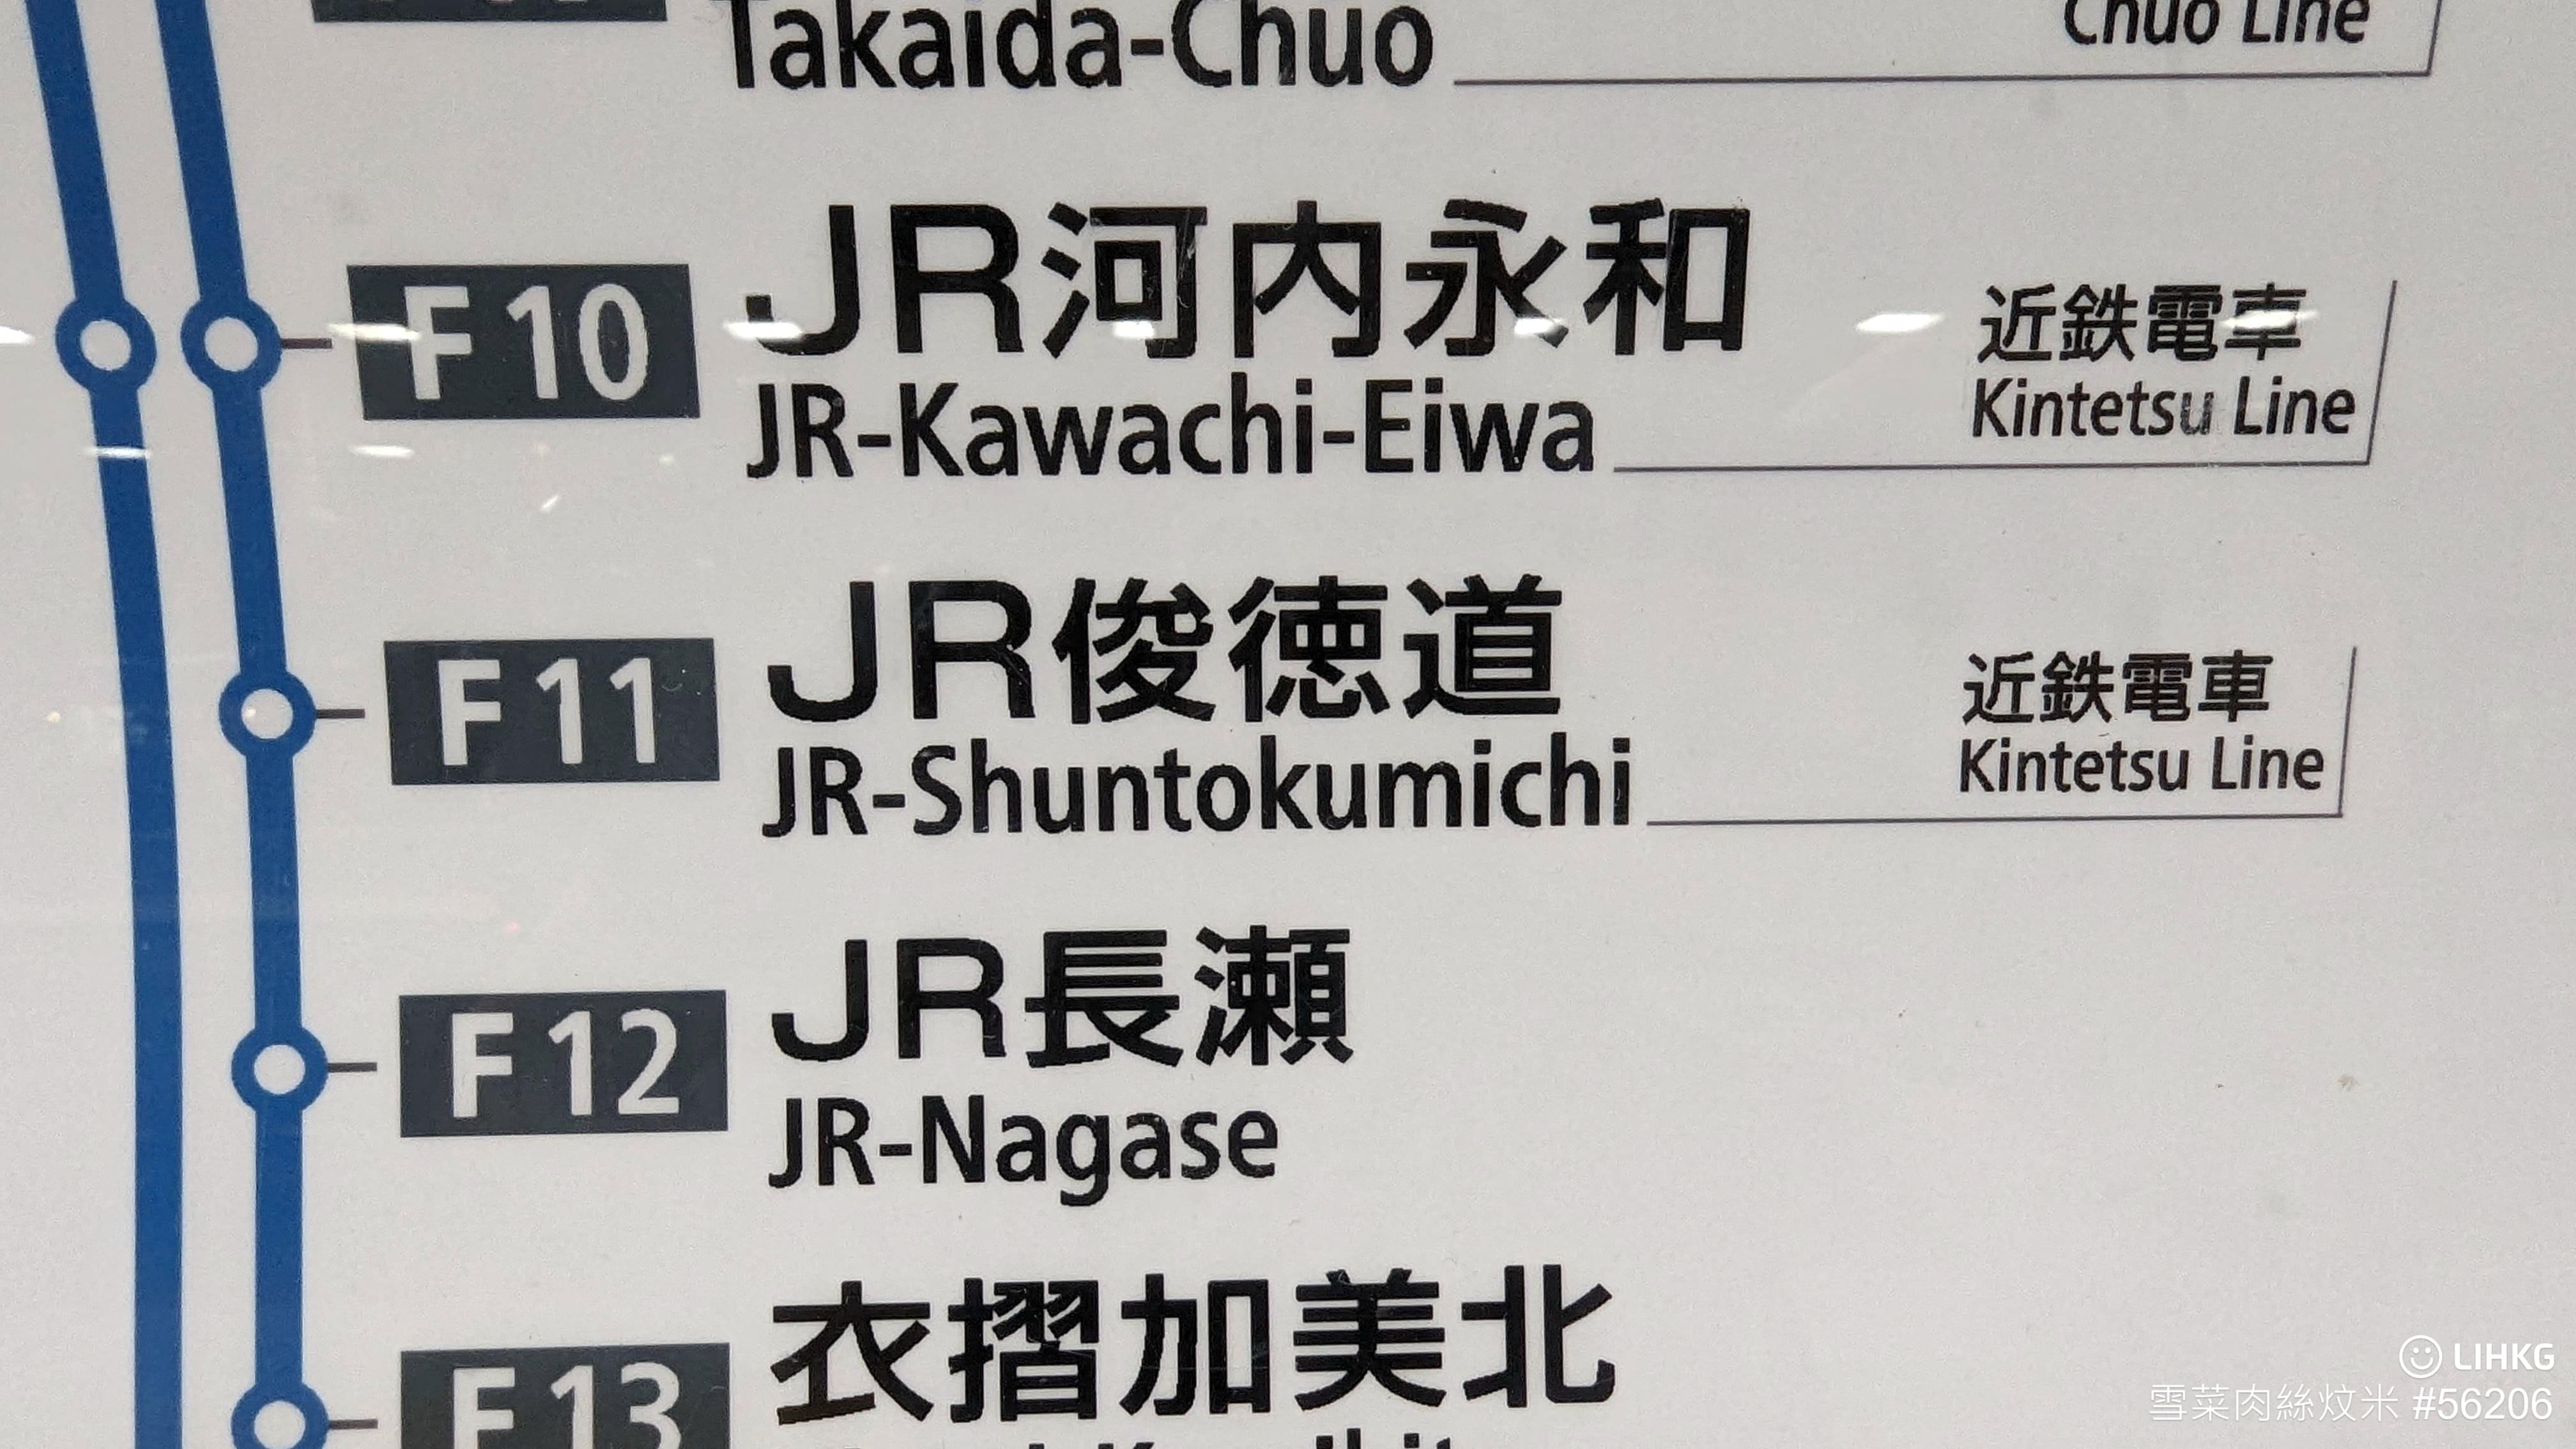 Takaida-Chuo
Chuo Line
F 10
JR河内永和
JR-Kawachi-Eiwa
近鉄電車
Kintetsu Line
F 11
JR俊徳道
JR-Shuntokumichi
近鉄電車
Kintetsu Line
F 12
JR長瀬
JR-Nagase
F 13
衣摺加美北
LIHKG
雪菜肉絲炆米 #56206